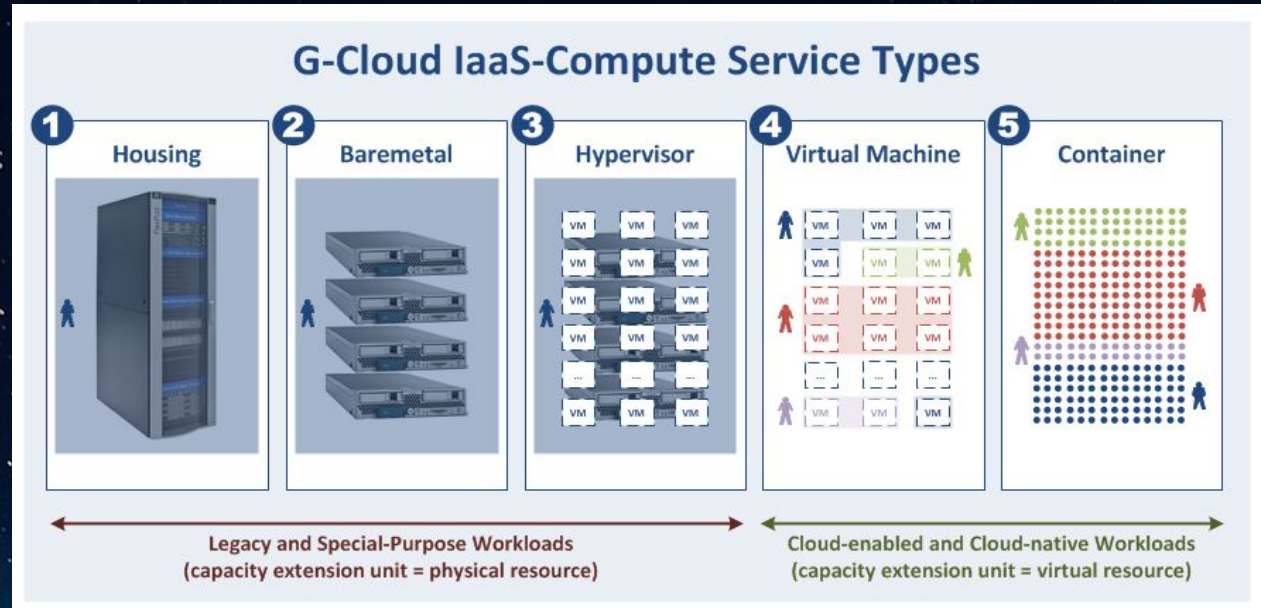 G-Cloud IaaS-Compute Service Types
1
Housing
2
Baremetal
3
Hypervisor
VM VM VM
VM VM VM
VM VM VM
VM VM VM
... ... ...
VM VM VM
4
Virtual Machine
VM VM VM
VM VM VM
VM VM VM
VM VM VM
... ... ...
VM VM VM
5
Container
Legacy and Special-Purpose Workloads
(capacity extension unit = physical resource)
Cloud-enabled and Cloud-native Workloads
(capacity extension unit = virtual resource)